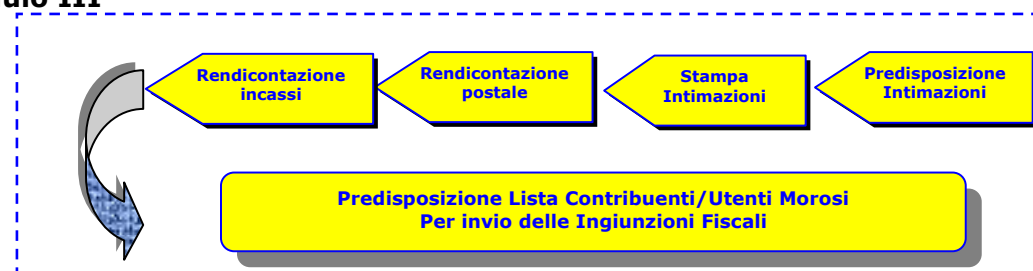 III
Rendicontazione
incassi
Rendicontazione
postale
Stampa
Intimazioni
Predisposizione
Intimazioni
Predisposizione Lista Contribuenti/Utenti Morosi
Per invio delle Ingiunzioni Fiscali